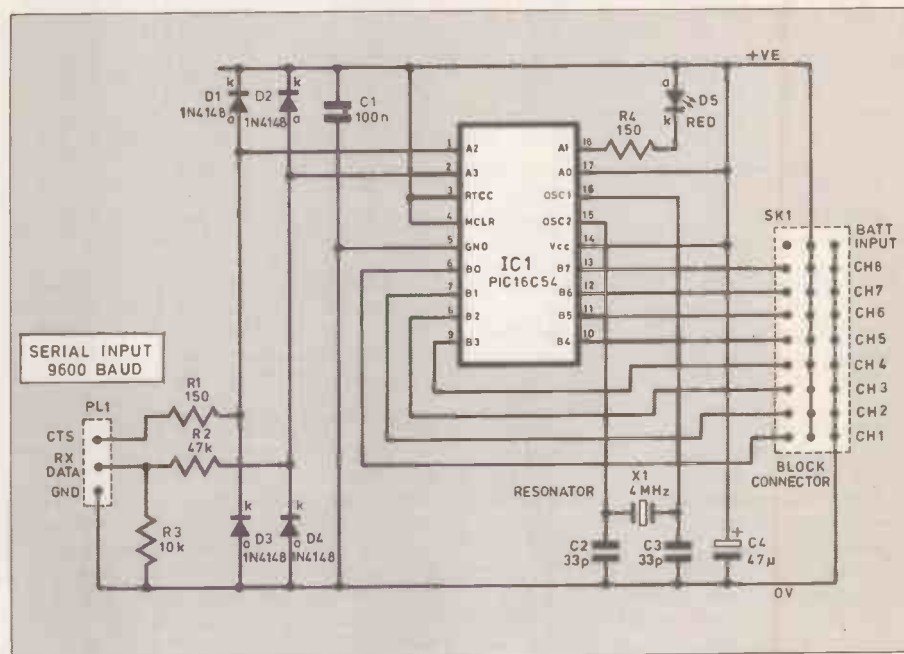 +VE
k
k
D1
D2
1N4148
a
1N4148
a
C1
100n
a
D5
k
RED
R4
150
1
A2
A1
18
2
A3
A0
17
3
RTCC
OSC1
16
4
MCLR
OSC2
15
5
GND
Vcc
14
6
B0
B7
13
7
B1
B6
12
8
B2
B5
11
9
B3
B4
10
IC1
PIC16C54
SK1
BATT
INPUT
CH8
CH7
CH6
CH5
CH4
CH3
CH2
CH1
BLOCK
CONNECTOR
SERIAL INPUT
9600 BAUD
PL1
CTS
RX
DATA
GND
R1
150
R2
47k
R3
10k
k
D3
a
1N4148
k
D4
a
1N4148
RESONATOR
X1
4MHz
C2
33p
C3
33p
+
C4
47µ
0V